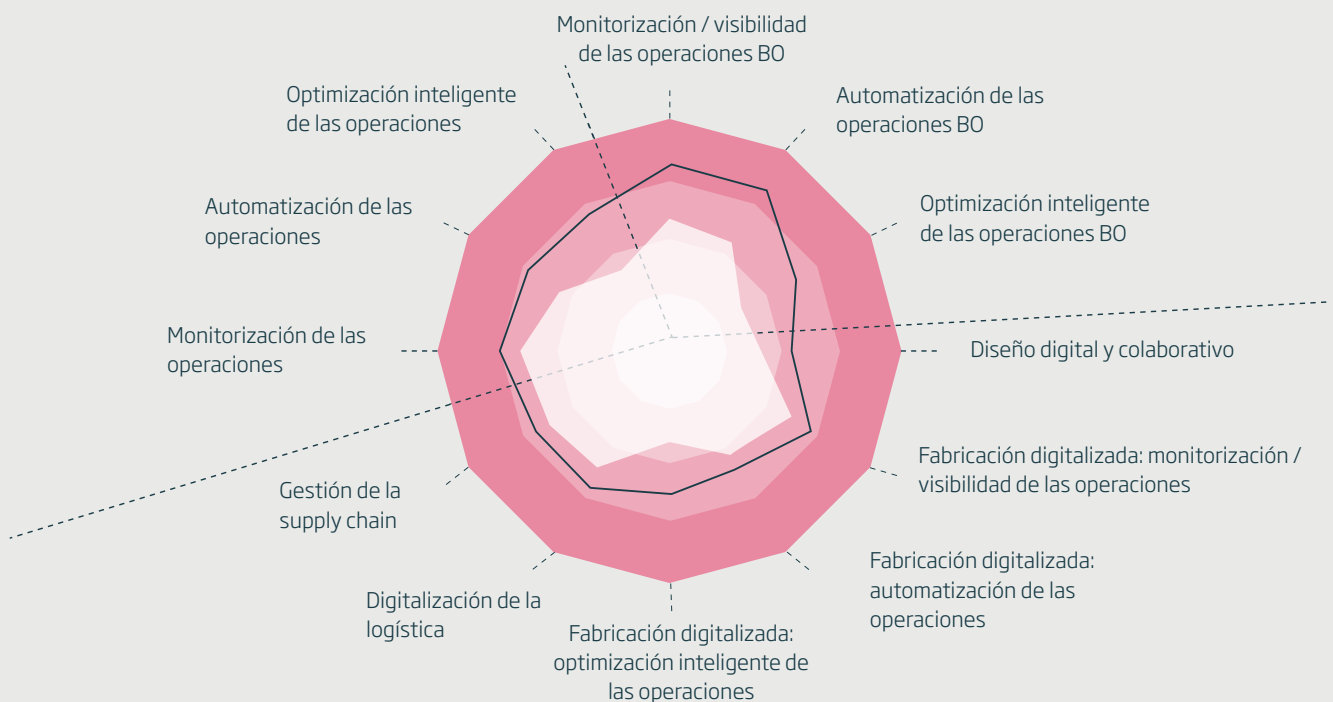 Monitorización / visibilidad
de las operaciones BO
Automatización de las
operaciones BO
Optimización inteligente
de las operaciones BO
Diseño digital y colaborativo
Fabricación digitalizada: monitorización /
visibilidad de las operaciones
Fabricación digitalizada:
automatización de las
operaciones
Fabricación digitalizada:
optimización inteligente de
las operaciones
Digitalización de la
logística
Gestión de la
supply chain
Monitorización de las
operaciones
Automatización de las
operaciones
Optimización inteligente
de las operaciones